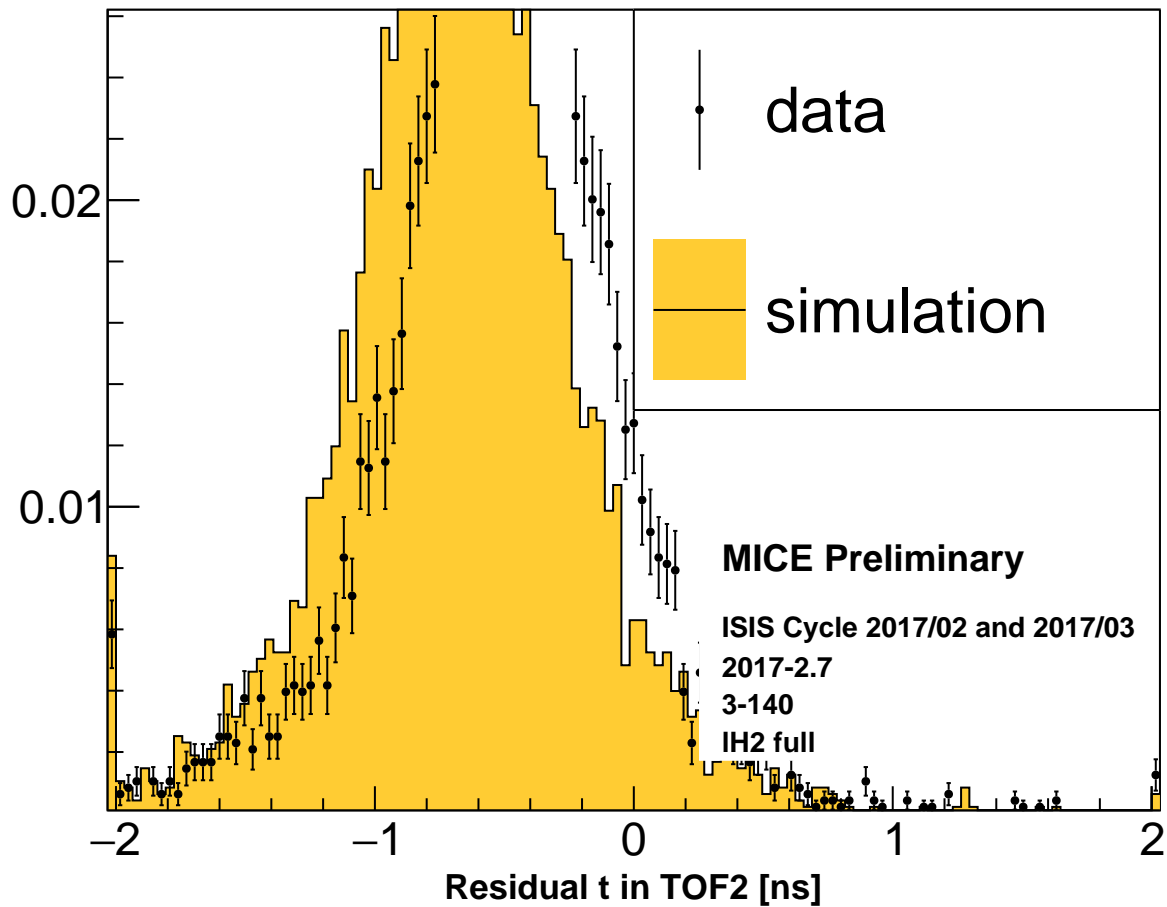 data
simulation
0.02
0.01
MICE Preliminary
ISIS Cycle 2017/02 and 2017/03
2017-2.7
3-140
IH2 full
−2 −1 0 1 2
Residual t in TOF2 [ns]